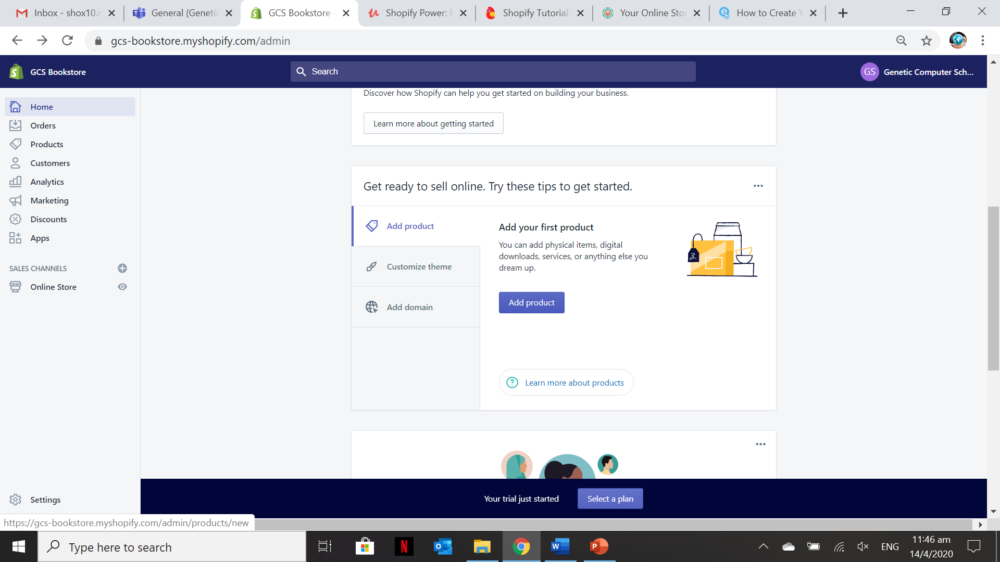 Inbox - shox10.
General (Genetic
GCS Bookstore
Shopify Power:
Shopify Tutorial:
Your Online Sto
How to Create
gcs-bookstore.myshopify.com/admin
GCS Bookstore
Search
GS Genetic Computer Sch...
Home
Orders
Products
Customers
Analytics
Marketing
Discounts
Apps
SALES CHANNELS
Online Store
Settings
Discover how Shopify can help you get started on building your business.
Learn more about getting started
Get ready to sell online. Try these tips to get started.
Add product
Customize theme
Add domain
Add your first product
You can add physical items, digital
downloads, services, or anything else you
dream up.
Add product
Learn more about products
Your trial just started
Select a plan
https://gcs-bookstore.myshopify.com/admin/products/new
Type here to search
ENG
11:46 am
14/4/2020